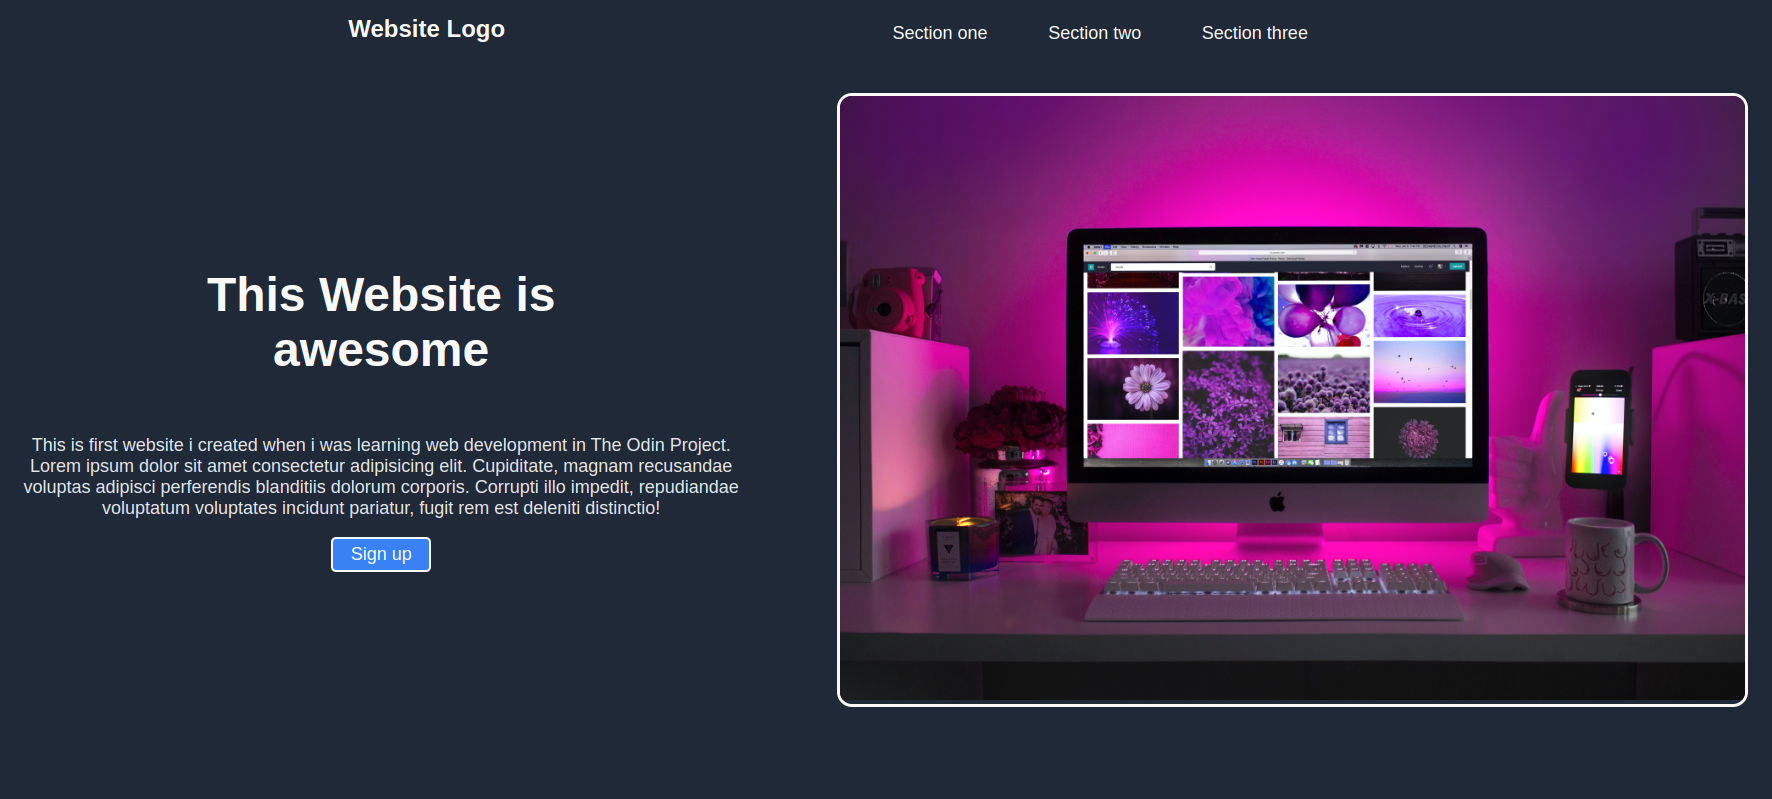 Website Logo
Section one
Section two
Section three
This Website is
awesome
This is first website i created when i was learning web development in The Odin Project.
Lorem ipsum dolor sit amet consectetur adipisicing elit. Cupiditate, magnam recusandae
voluptas adipisci perferendis blanditiis dolorum corporis. Corrupti illo impedit, repudiandae
voluptatum voluptates incidunt pariatur, fugit rem est deleniti distinctio!
Sign up
X-BAS